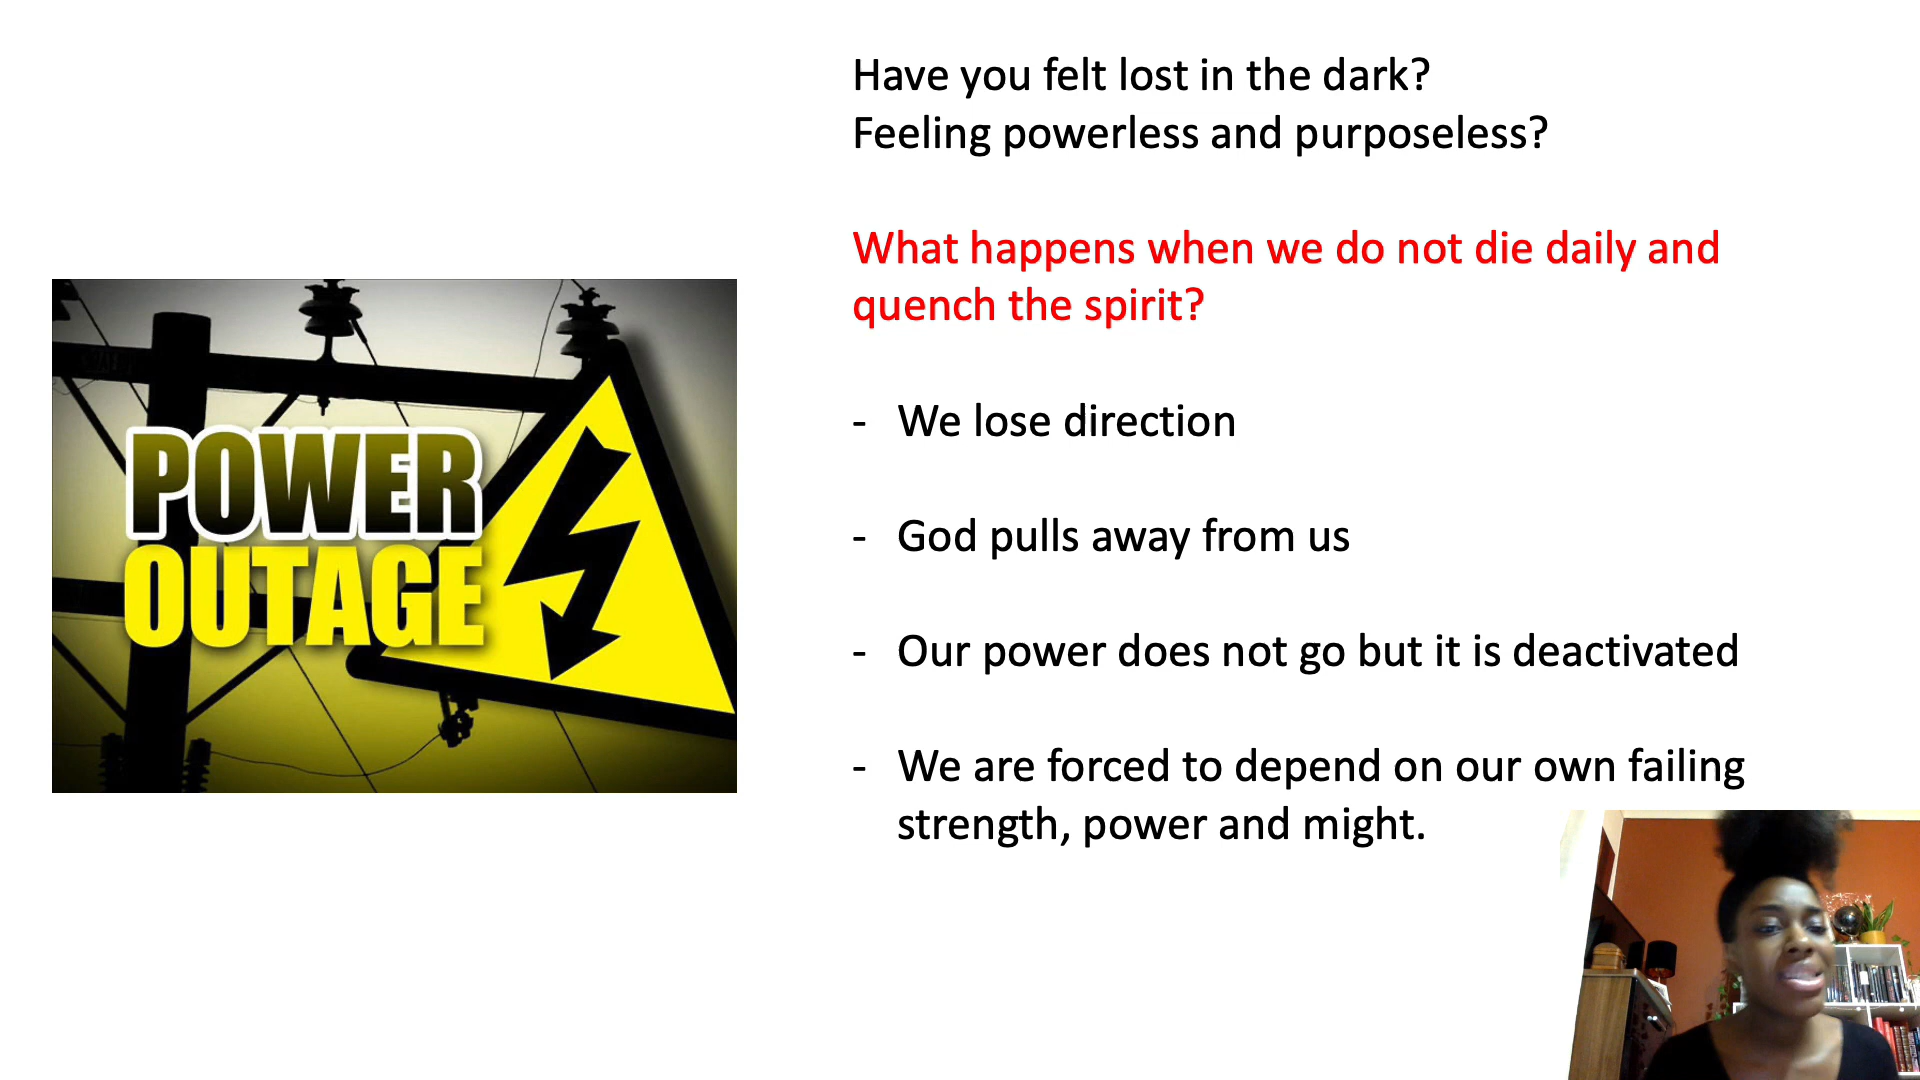 Have you felt lost in the dark?
Feeling powerless and purposeless?
What happens when we do not die daily and
quench the spirit?
- We lose direction
- God pulls away from us
- Our power does not go but it is deactivated
- We are forced to depend on our own failing
strength, power and might.
POWER
OUTAGE